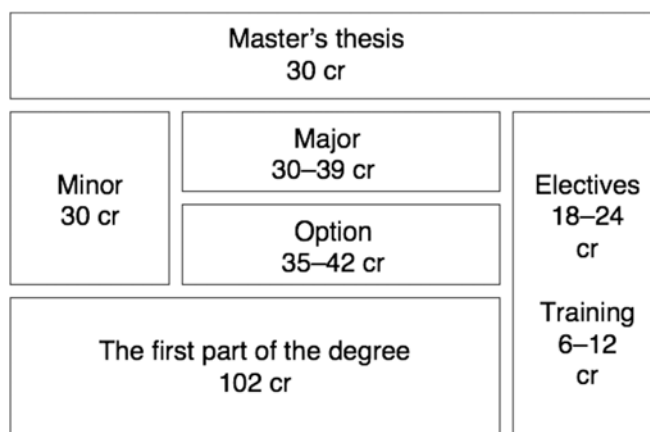 Master’s thesis
30 cr
Minor
30 cr
Major
30–39 cr
Option
35–42 cr
Electives
18–24
cr
Training
6–12
cr
The first part of the degree
102 cr